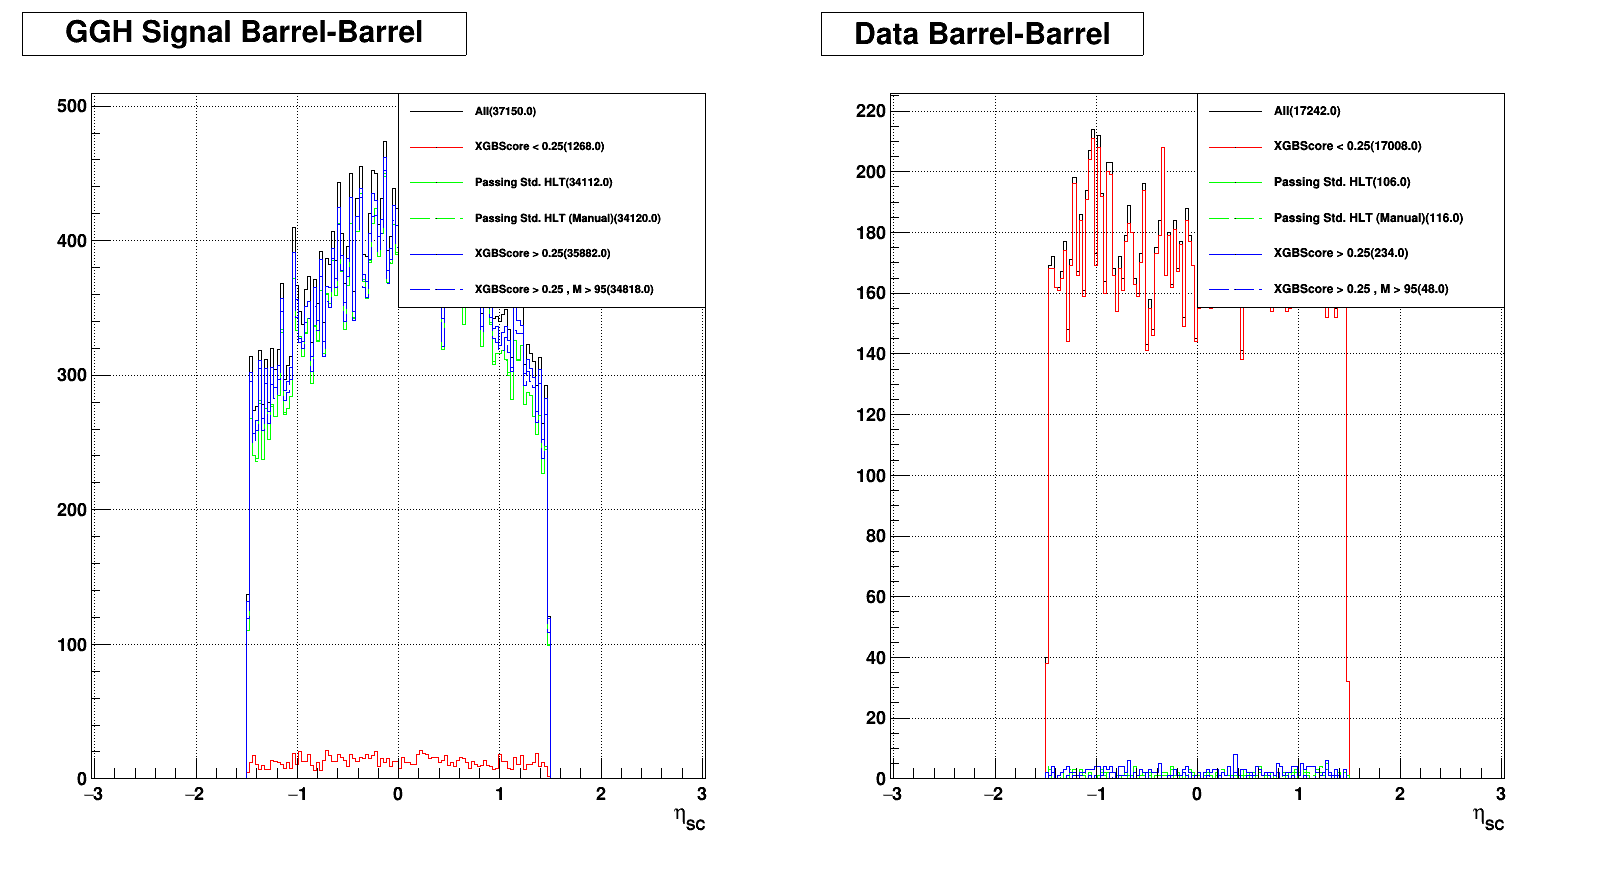 GGH Signal Barrel-Barrel
500
400
300
200
100
0
−3
−2
−1
0
1
2
3
ηSC
All(37150.0)
XGBScore < 0.25(1268.0)
Passing Std. HLT(34112.0)
Passing Std. HLT (Manual)(34120.0)
XGBScore > 0.25(35882.0)
XGBScore > 0.25 , M > 95(34818.0)
Data Barrel-Barrel
220
200
180
160
140
120
100
80
60
40
20
0
−3
−2
−1
0
1
2
3
ηSC
All(17242.0)
XGBScore < 0.25(17008.0)
Passing Std. HLT(106.0)
Passing Std. HLT (Manual)(116.0)
XGBScore > 0.25(234.0)
XGBScore > 0.25 , M > 95(48.0)